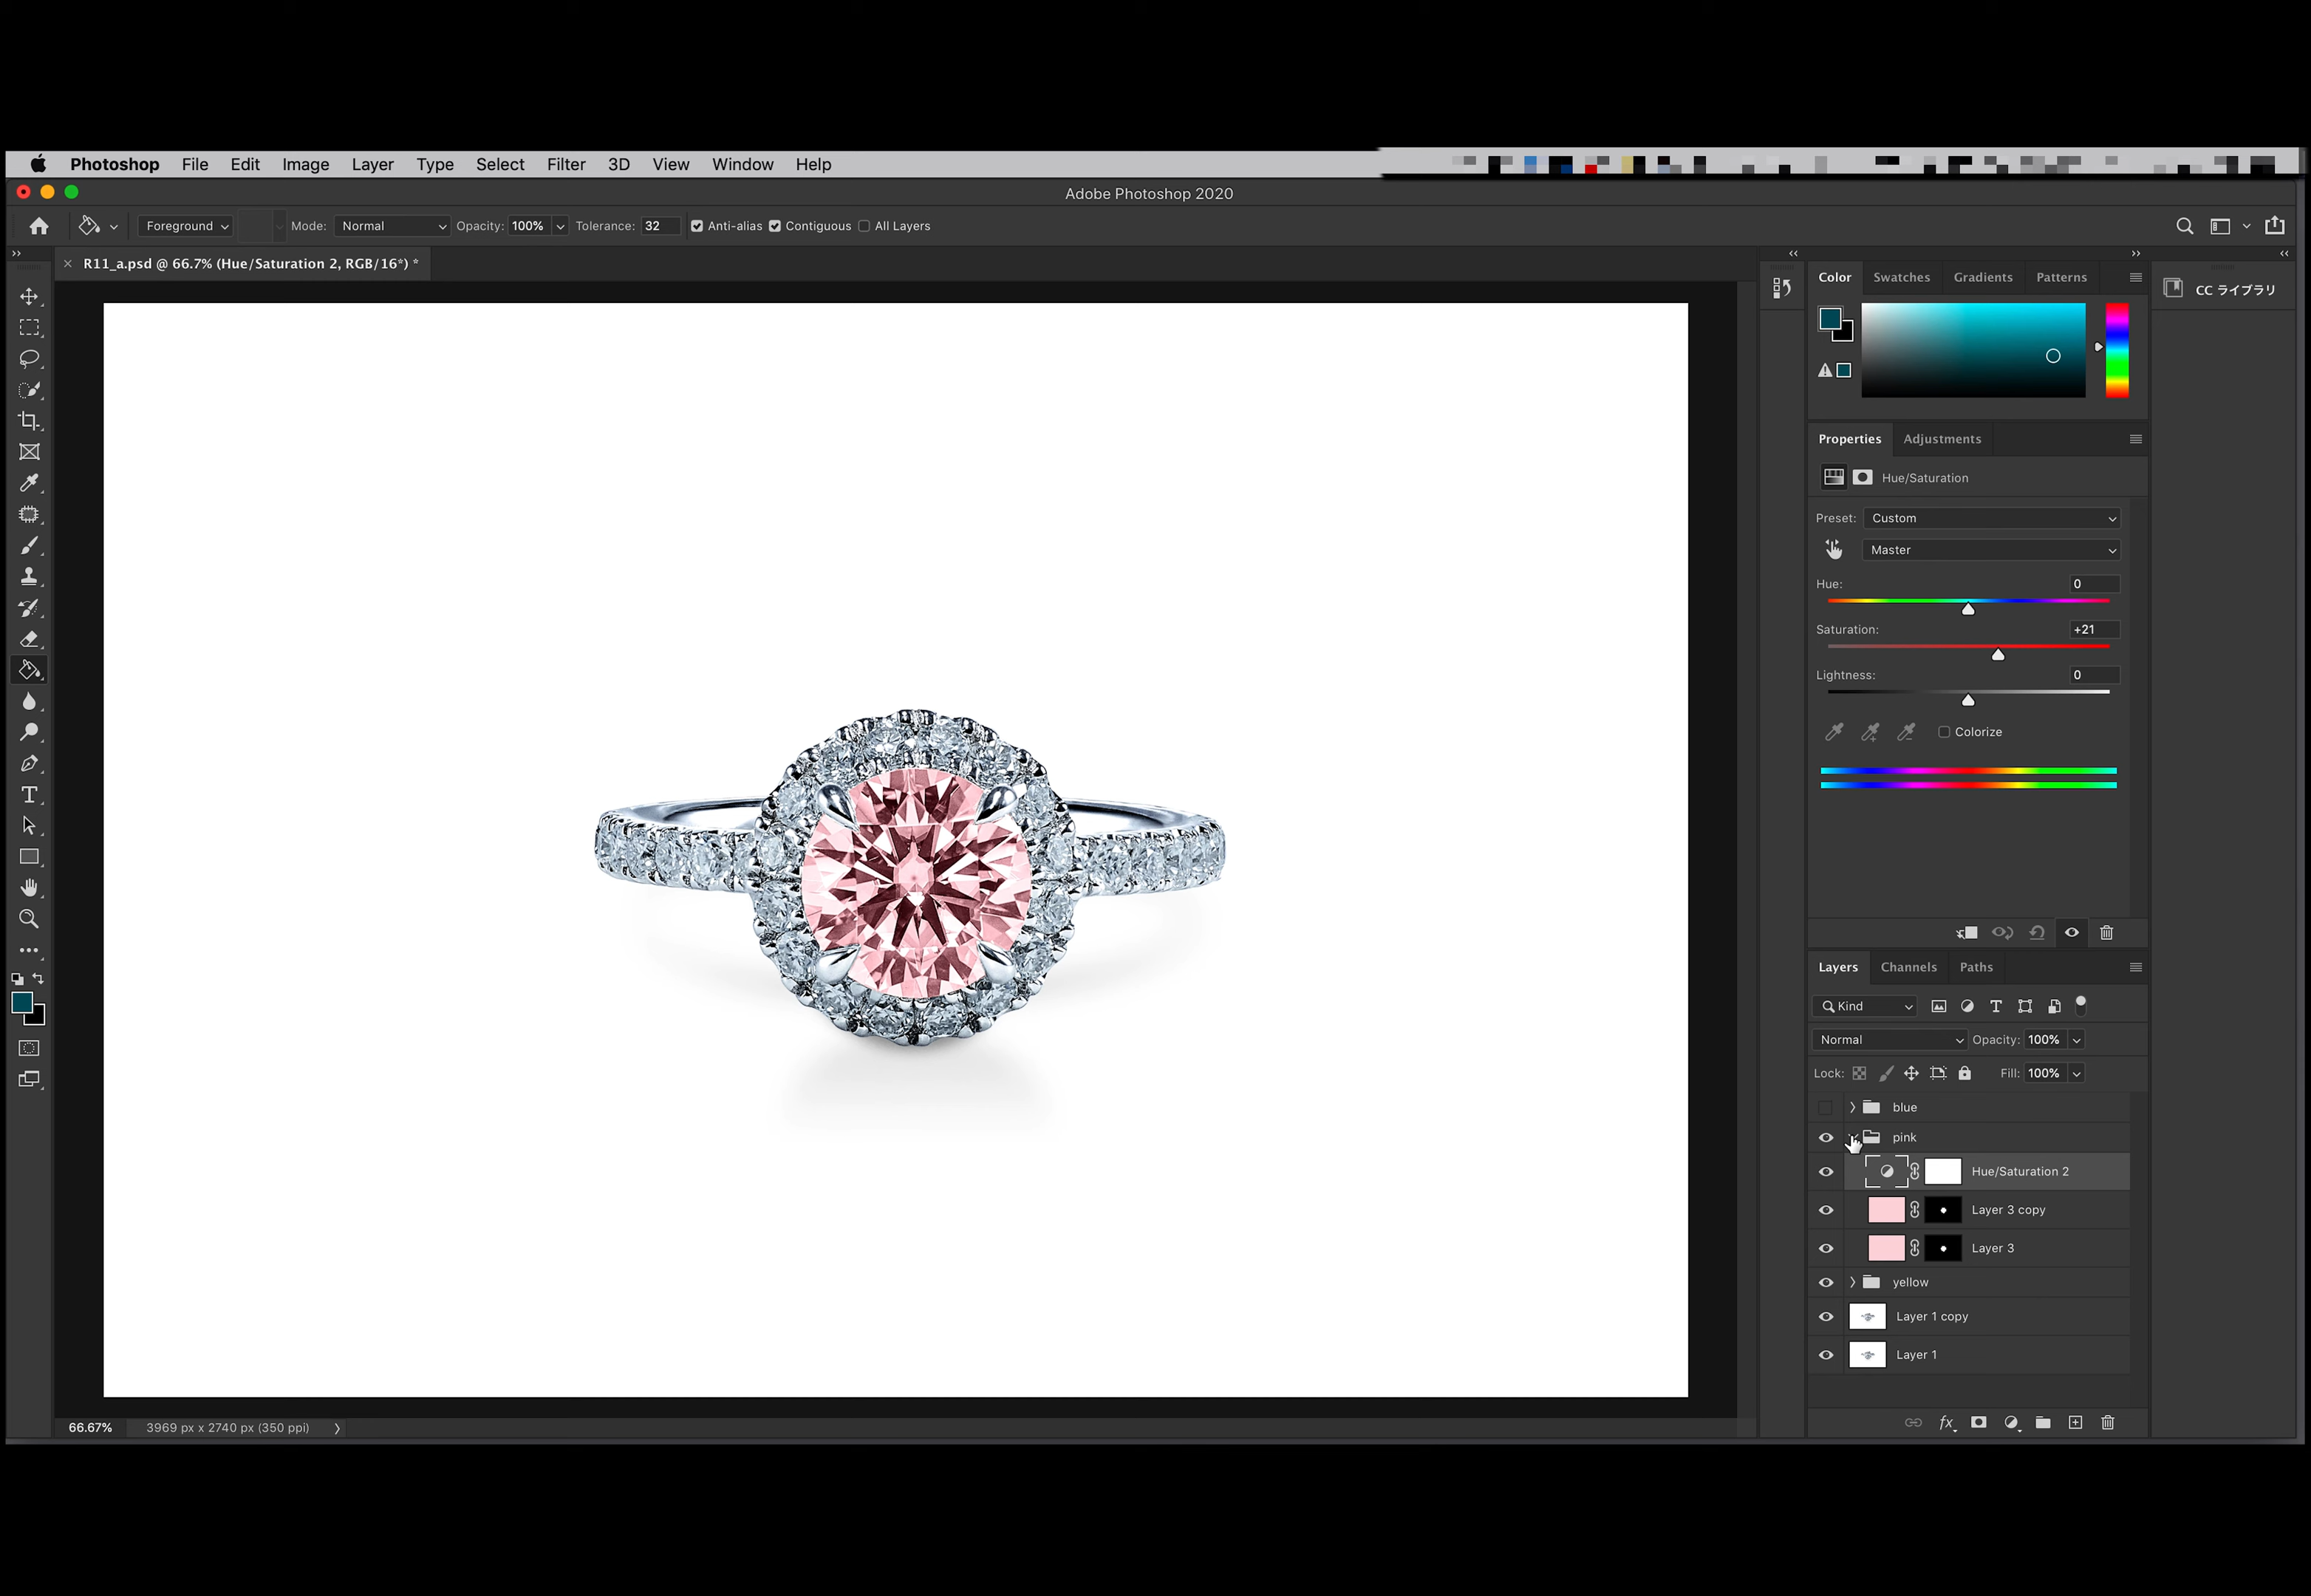 Photoshop File Edit Image Layer Type Select Filter 3D View Window Help
Adobe Photoshop 2020
Foreground Mode: Normal Opacity: 100% Tolerance: 32 Anti-alias Contiguous All Layers
× R11_a.psd @ 66.7% (Hue/Saturation 2, RGB/16*) *
Color Swatches Gradients Patterns
CC ライブラリ
Properties Adjustments
Hue/Saturation
Preset: Custom
Master
Hue: 0
Saturation: +21
Lightness: 0
Colorize
Layers Channels Paths
Kind
Normal Opacity: 100%
Lock: Fill: 100%
blue
pink
Hue/Saturation 2
Layer 3 copy
Layer 3
yellow
Layer 1 copy
Layer 1
fx
66.67% 3969 px x 2740 px (350 ppi)